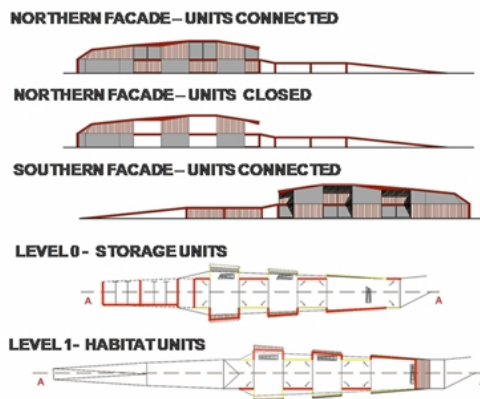 NORTHERN FACADE – UNITS CONNECTED
NORTHERN FACADE – UNITS CLOSED
SOUTHERN FACADE – UNITS CONNECTED
LEVEL 0 - STORAGE UNITS
A A
LEVEL 1 - HABITAT UNITS
A A